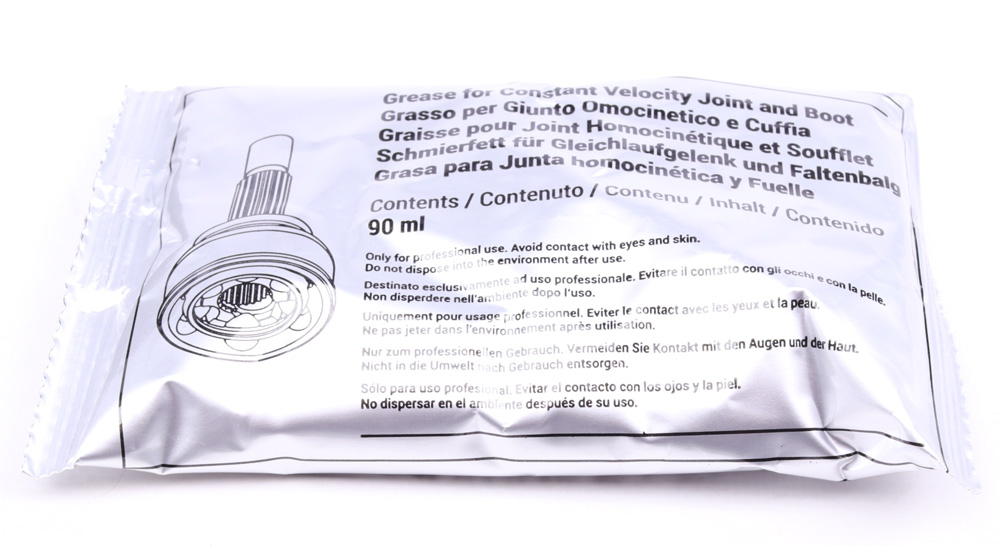 Grease for Constant Velocity Joint and Boot
Grasso per Giunto Omocinetico e Cuffia
Graisse pour Joint Homocinétique et Soufflet
Schmierfett für Gleichlaufgelenk und Faltenbalg
Grasa para Junta homocinética y Fuelle
Contents / Contenuto / Contenu / Inhalt / Contenido
90 ml
Only for professional use. Avoid contact with eyes and skin.
Do not dispose into the environment after use.
Destinato esclusivamente ad uso professionale. Evitare il contatto con gli occhi e con la pelle.
Non disperdere nell'ambiente dopo l'uso.
Uniquement pour usage professionnel. Eviter le contact avec les yeux et la peau.
Ne pas jeter dans l'environnement après utilisation.
Nur zum professionellen Gebrauch. Vermeiden Sie Kontakt mit den Augen und der Haut.
Nicht in die Umwelt nach Gebrauch entsorgen.
Sólo para uso profesional. Evitar el contacto con los ojos y la piel.
No dispersar en el ambiente después de su uso.